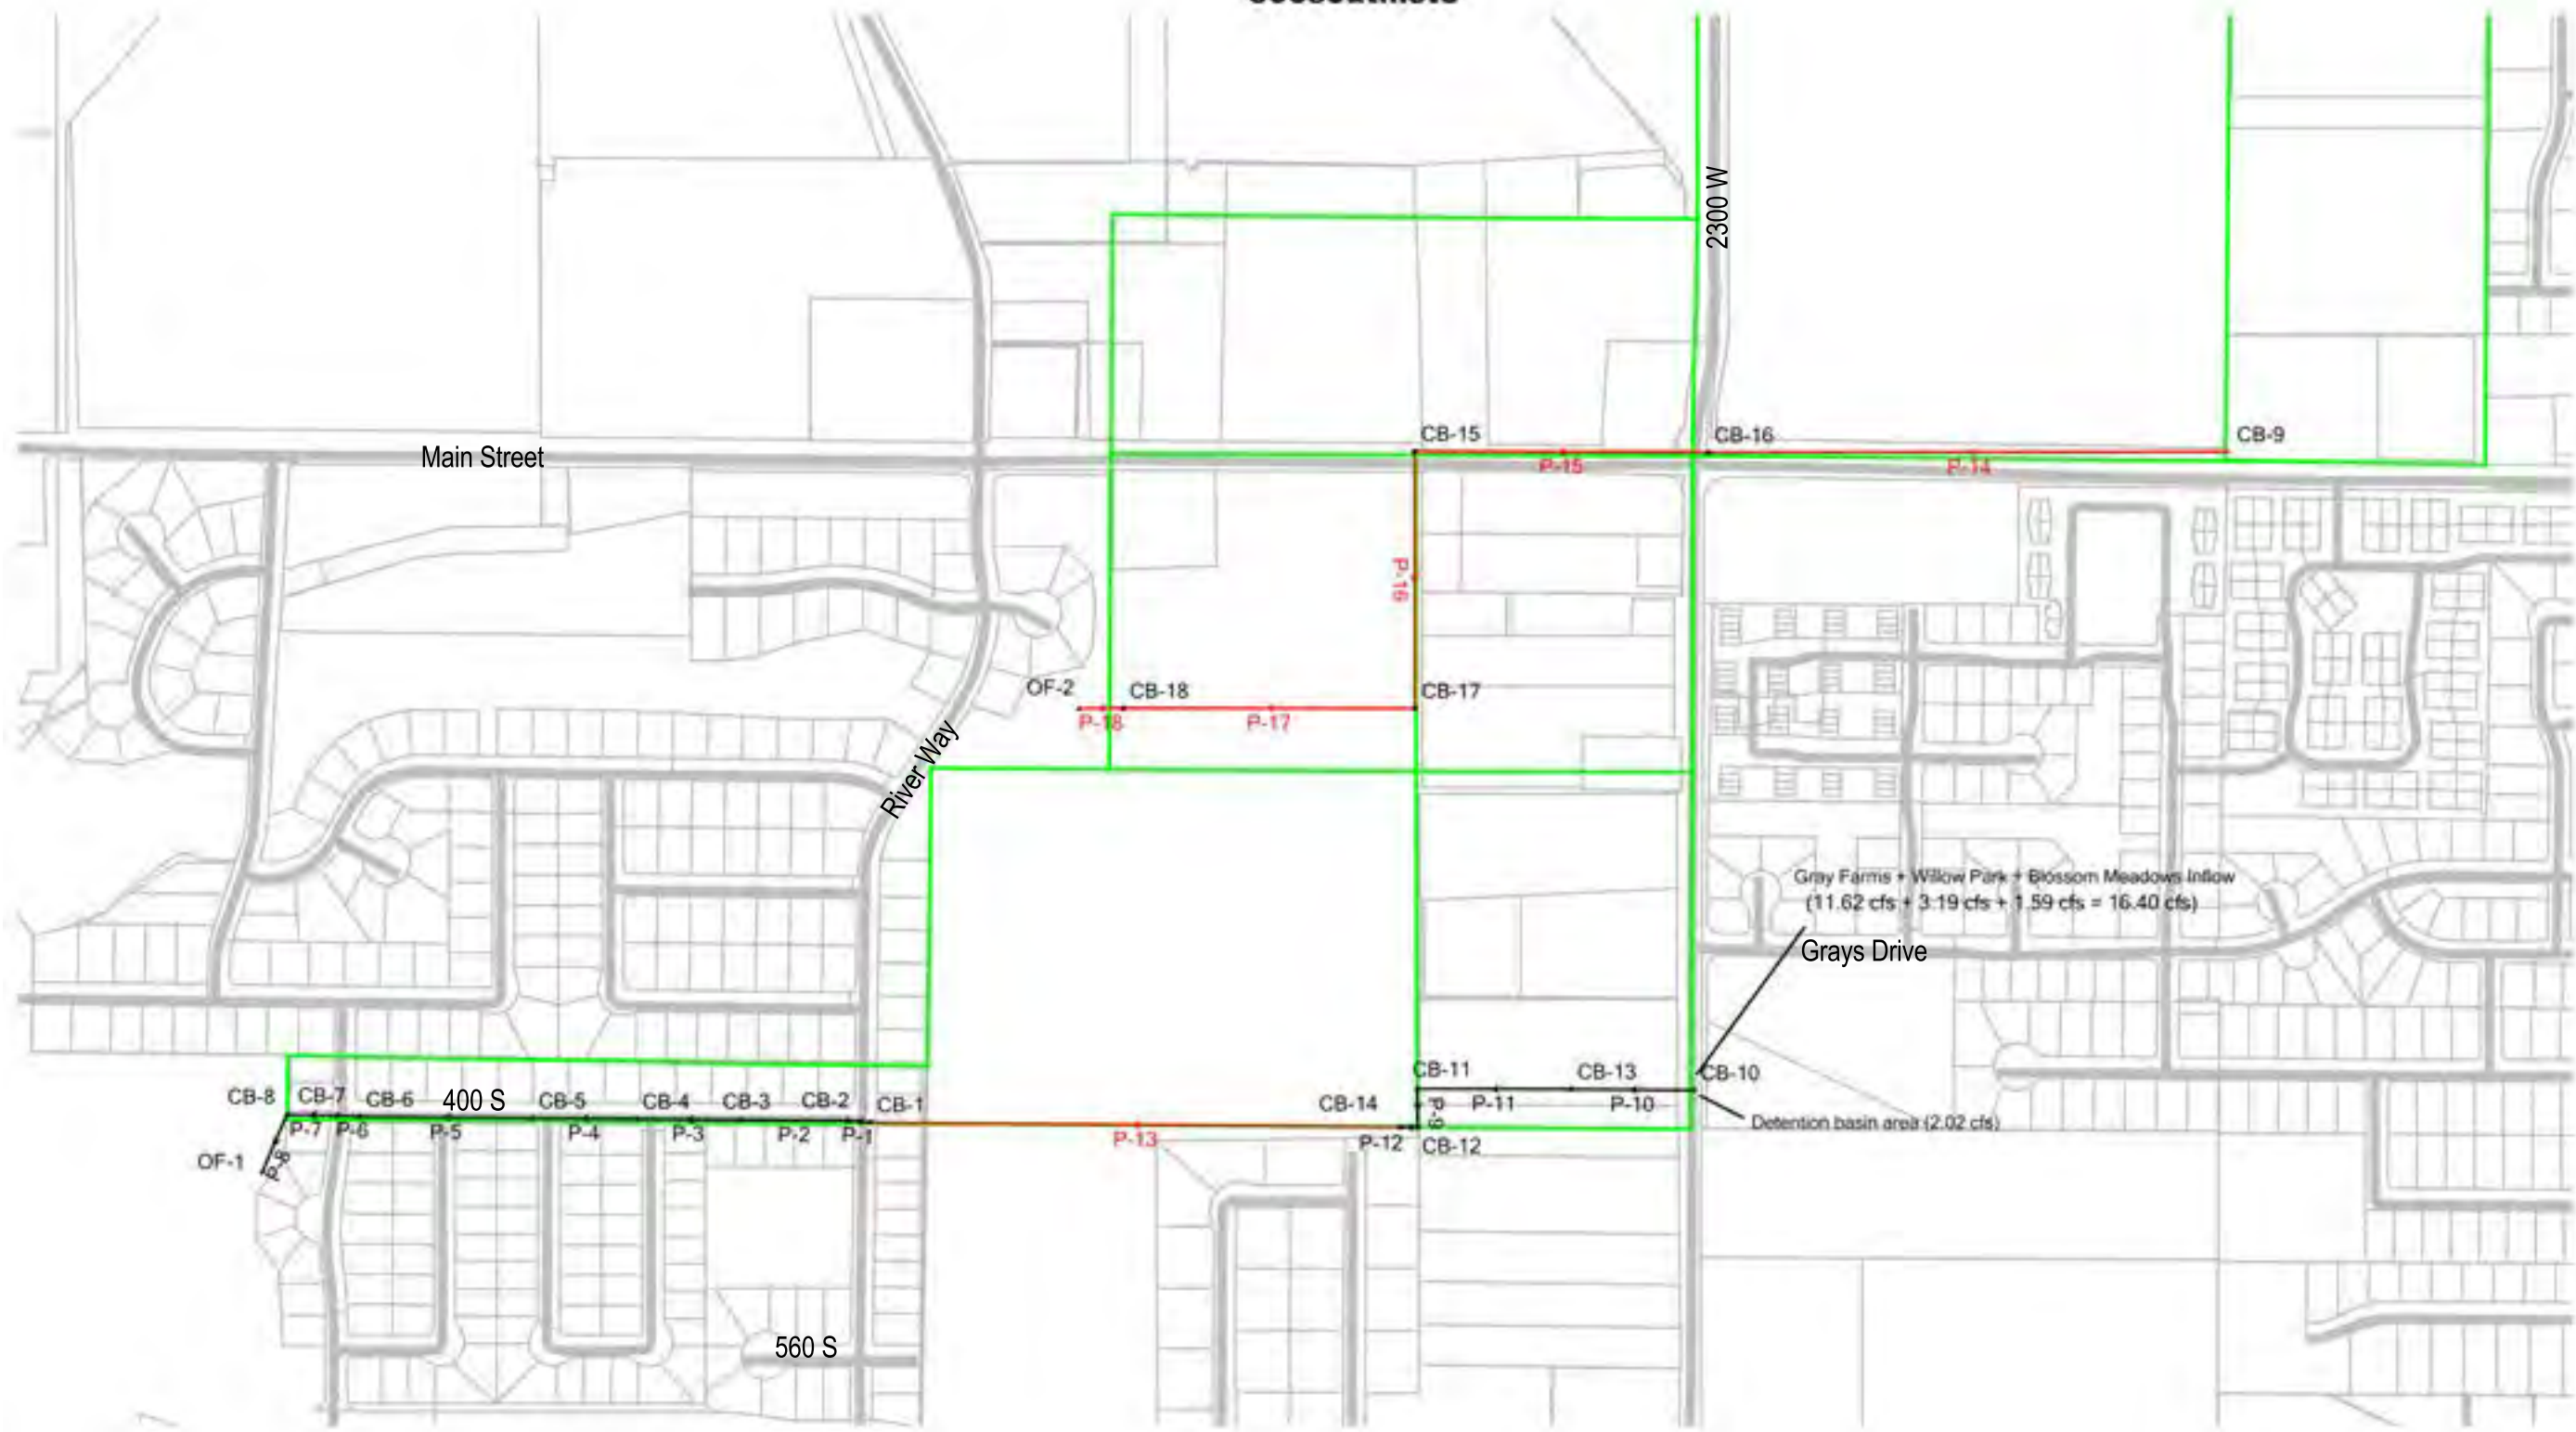 2300 W
CB-15
CB-16
CB-9
Main Street
P-15
P-14
P-16
OF-2
CB-18
CB-17
P-18
P-17
River Way
Gray Farms + Willow Park + Blossom Meadows Inflow
(11.62 cfs + 3.19 cfs + 1.59 cfs = 16.40 cfs)
Grays Drive
CB-11
CB-13
CB-10
CB-8
CB-7
CB-6
400 S
CB-5
CB-4
CB-3
CB-2
CB-1
CB-14
P-9
P-11
P-10
Detention basin area (2.02 cfs)
P-7
P-6
P-5
P-4
P-3
P-2
P-1
P-13
P-12
CB-12
OF-1
P-8
560 S